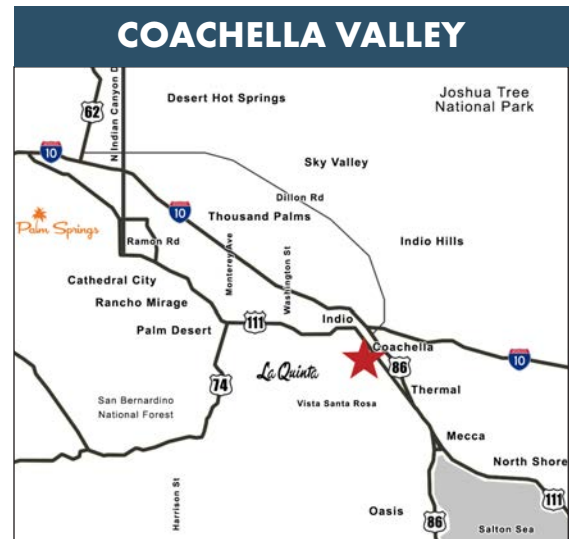 COACHELLA VALLEY
Desert Hot Springs
Joshua Tree
National Park
62
N Indian Canyon D
10
Sky Valley
Dillon Rd
10
Thousand Palms
Palm Springs
Ramon Rd
Indio Hills
Monterey Ave
Washington St
Cathedral City
Rancho Mirage
Indio
111
Palm Desert
Coachella
10
La Quinta
86
74
Thermal
San Bernardino
National Forest
Vista Santa Rosa
Mecca
North Shore
Harrison St
111
Oasis
86
Salton Sea